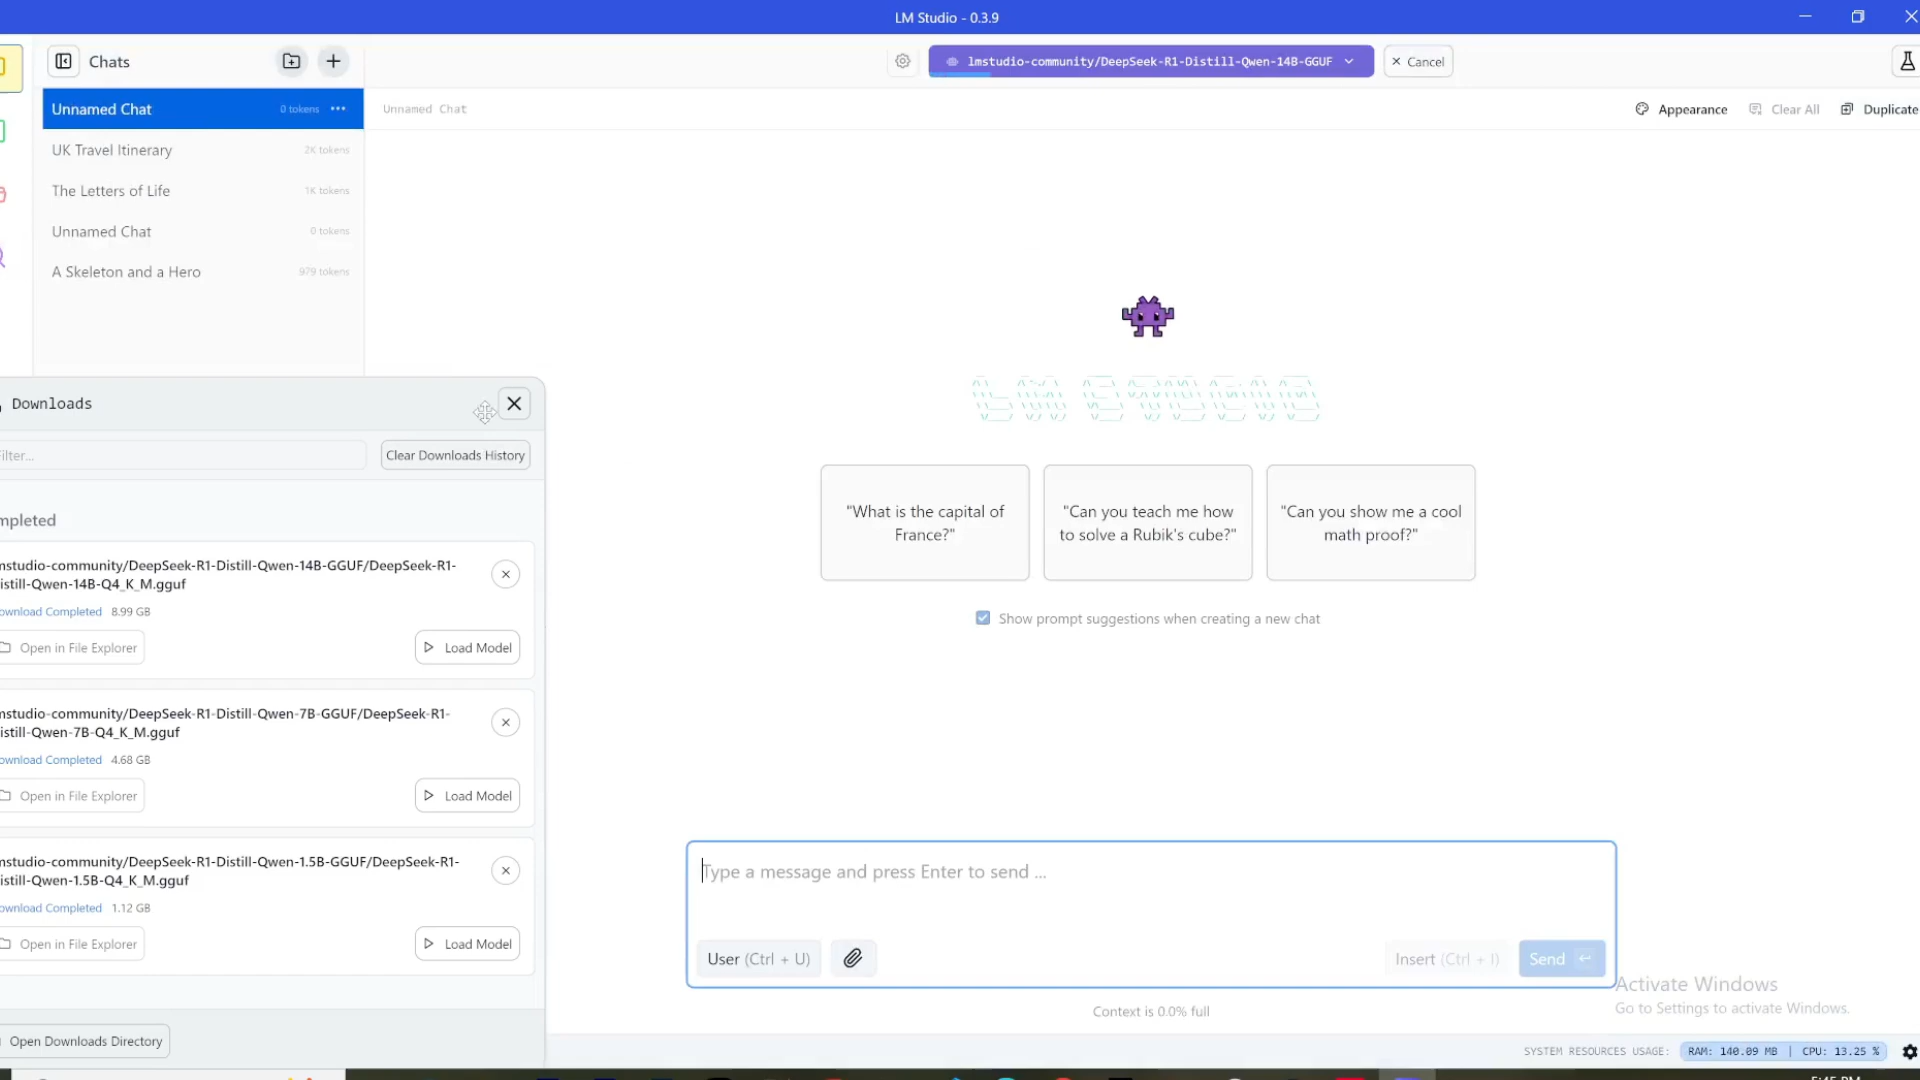 LM Studio - 0.3.9
Chats
lmstudio-community/DeepSeek-R1-Distill-Qwen-14B-GGUF
Cancel
Unnamed Chat 0 tokens
Unnamed Chat
Appearance
Clear All
Duplicate
UK Travel Itinerary 2K tokens
The Letters of Life 1K tokens
Unnamed Chat 0 tokens
A Skeleton and a Hero 979 tokens
LM STUDIO
Downloads
ilter...
Clear Downloads History
"What is the capital of
France?"
"Can you teach me how
to solve a Rubik's cube?"
"Can you show me a cool
math proof?"
Show prompt suggestions when creating a new chat
mpleted
mstudio-community/DeepSeek-R1-Distill-Qwen-14B-GGUF/DeepSeek-R1-
istill-Qwen-14B-Q4_K_M.gguf
ownload Completed 8.99 GB
Open in File Explorer
Load Model
mstudio-community/DeepSeek-R1-Distill-Qwen-7B-GGUF/DeepSeek-R1-
istill-Qwen-7B-Q4_K_M.gguf
ownload Completed 4.68 GB
Open in File Explorer
Load Model
mstudio-community/DeepSeek-R1-Distill-Qwen-1.5B-GGUF/DeepSeek-R1-
istill-Qwen-1.5B-Q4_K_M.gguf
ownload Completed 1.12 GB
Open in File Explorer
Load Model
Open Downloads Directory
Type a message and press Enter to send ...
User (Ctrl + U)
Insert (Ctrl + I)
Send
Context is 0.0% full
Activate Windows
Go to Settings to activate Windows.
SYSTEM RESOURCES USAGE: RAM: 140.09 MB | CPU: 13.25 %